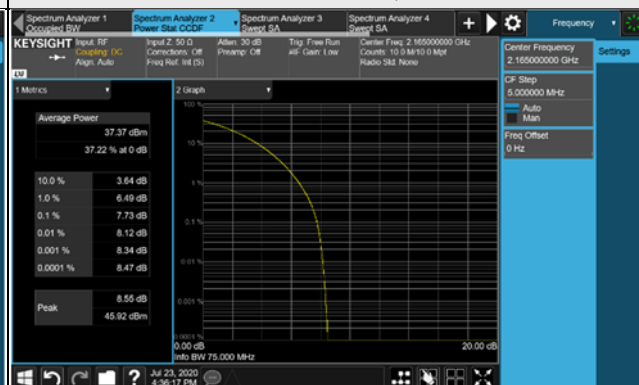 Spectrum Analyzer 1
Occupied BW
Spectrum Analyzer 2
Power Stat CCDF
Spectrum Analyzer 3
Swept SA
Spectrum Analyzer 4
Swept SA
+
Frequency
KEYSIGHT
Input: RF
Coupling: DC
Align: Auto
Input Z: 50 Ω
Corrections: Off
Freq Ref: Int (S)
Atten: 30 dB
Preamp: Off
Trig: Free Run
#IF Gain: Low
Center Freq: 2.165000000 GHz
Counts: 10.0 M/10.0 Mpt
Radio Std: None
LXI
Center Frequency
2.165000000 GHz
Settings
CF Step
5.000000 MHz
Auto
Man
Freq Offset
0 Hz
1 Metrics
2 Graph
Average Power
37.37 dBm
37.22 % at 0 dB
10.0 % 3.64 dB
1.0 % 6.49 dB
0.1 % 7.73 dB
0.01 % 8.12 dB
0.001 % 8.34 dB
0.0001 % 8.47 dB
Peak 8.55 dB
45.92 dBm
100 %
10 %
1 %
0.1 %
0.01 %
0.001 %
0.0001 %
0.00 dB
20.00 dB
Info BW 75.000 MHz
?
Jul 23, 2020
4:36:17 PM